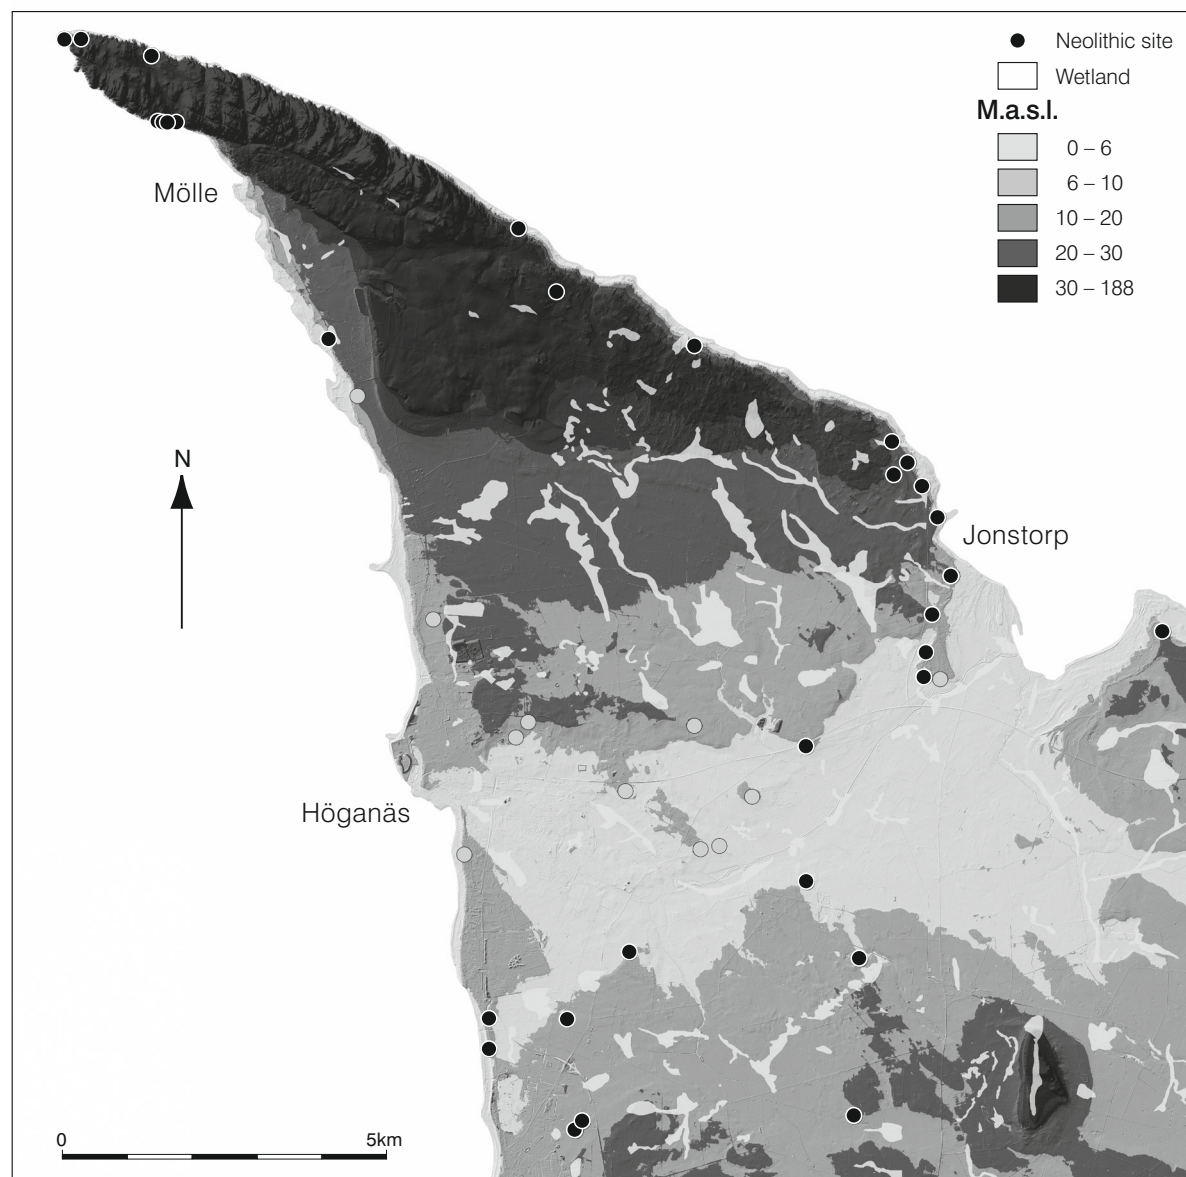 Neolithic site
Wetland
M.a.s.l.
0 – 6
6 – 10
10 – 20
20 – 30
30 – 188
Mölle
N
Jonstorp
Höganäs
0 5km